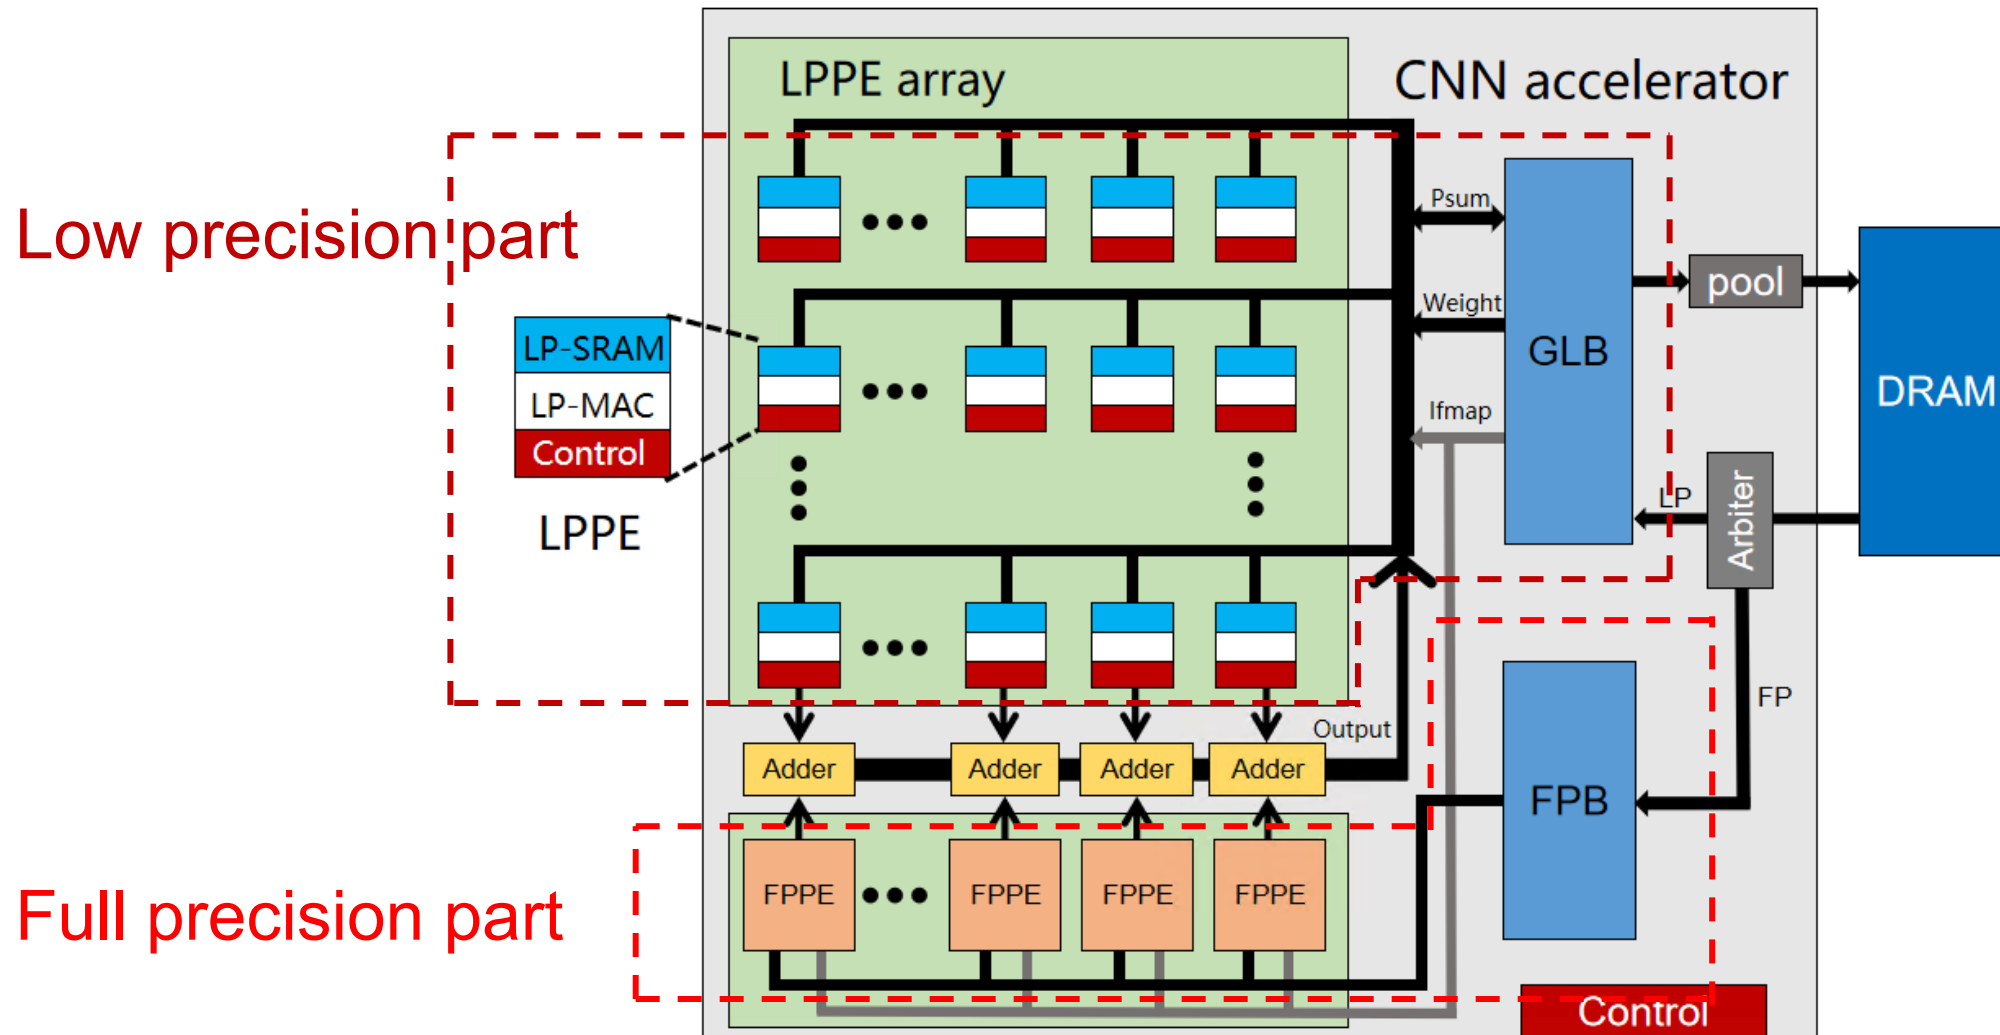 LPPE array
CNN accelerator
Low precision part
Psum
Weight
Ifmap
GLB
pool
DRAM
LP-SRAM
LP-MAC
Control
LPPE
LP
Arbiter
FP
Output
Adder
Adder
Adder
Adder
FPB
Full precision part
FPPE
FPPE
FPPE
FPPE
Control